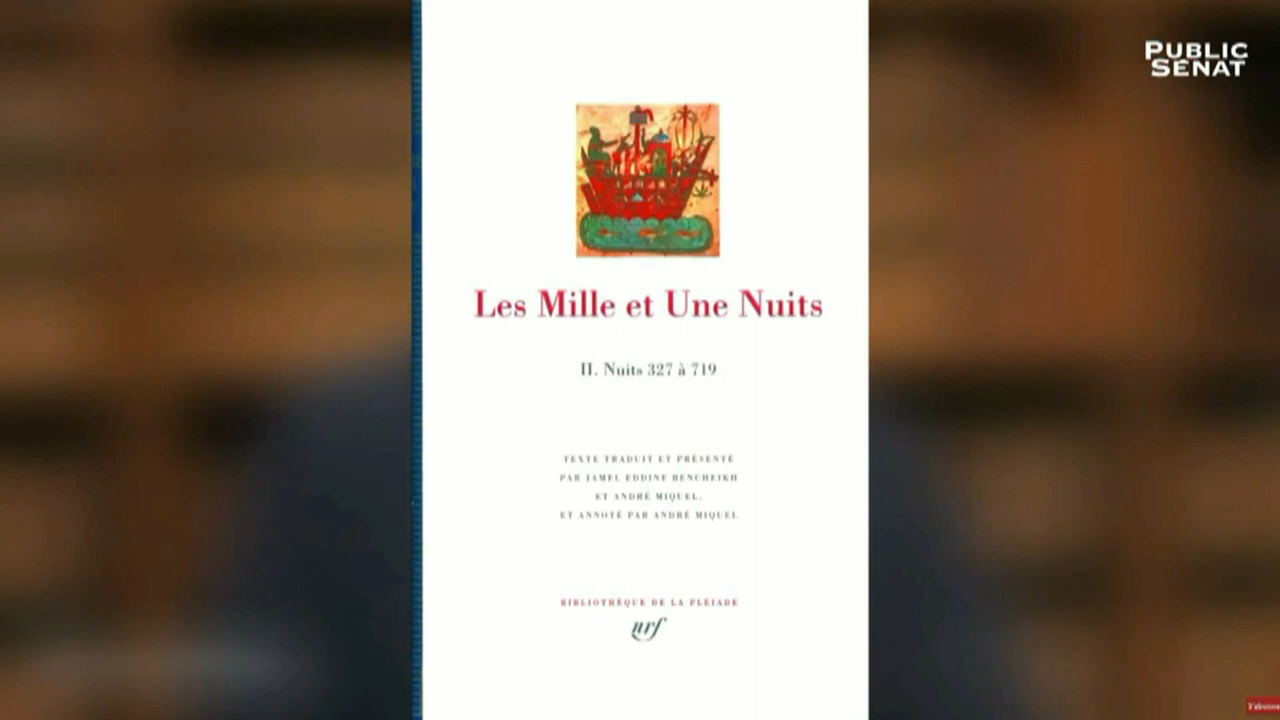 PUBLIC
SÉNAT
Les Mille et Une Nuits
II. Nuits 327 à 719
TEXTE TRADUIT ET PRÉSENTÉ
PAR JAMEL EDDINE BENCHEIKH
ET ANDRÉ MIQUEL,
ET ANNOTÉ PAR ANDRÉ MIQUEL
BIBLIOTHÈQUE DE LA PLÉIADE
nrf